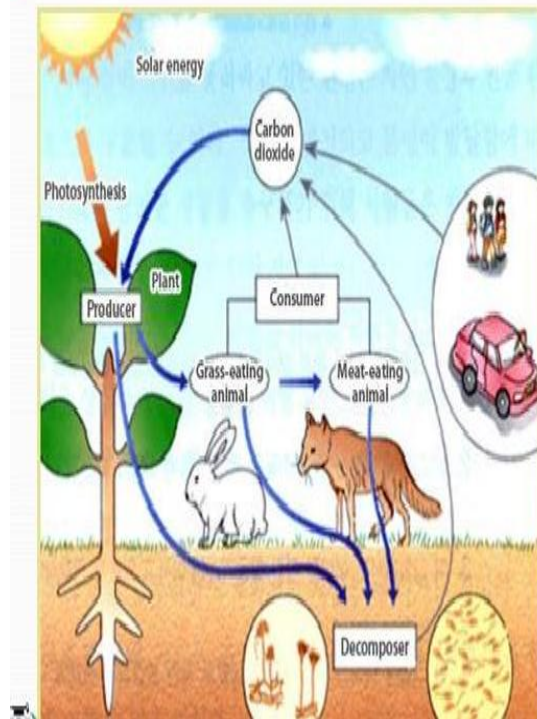 Solar energy
Carbon
dioxide
Photosynthesis
Plant
Producer
Consumer
Grass-eating
animal
Meat-eating
animal
Decomposer